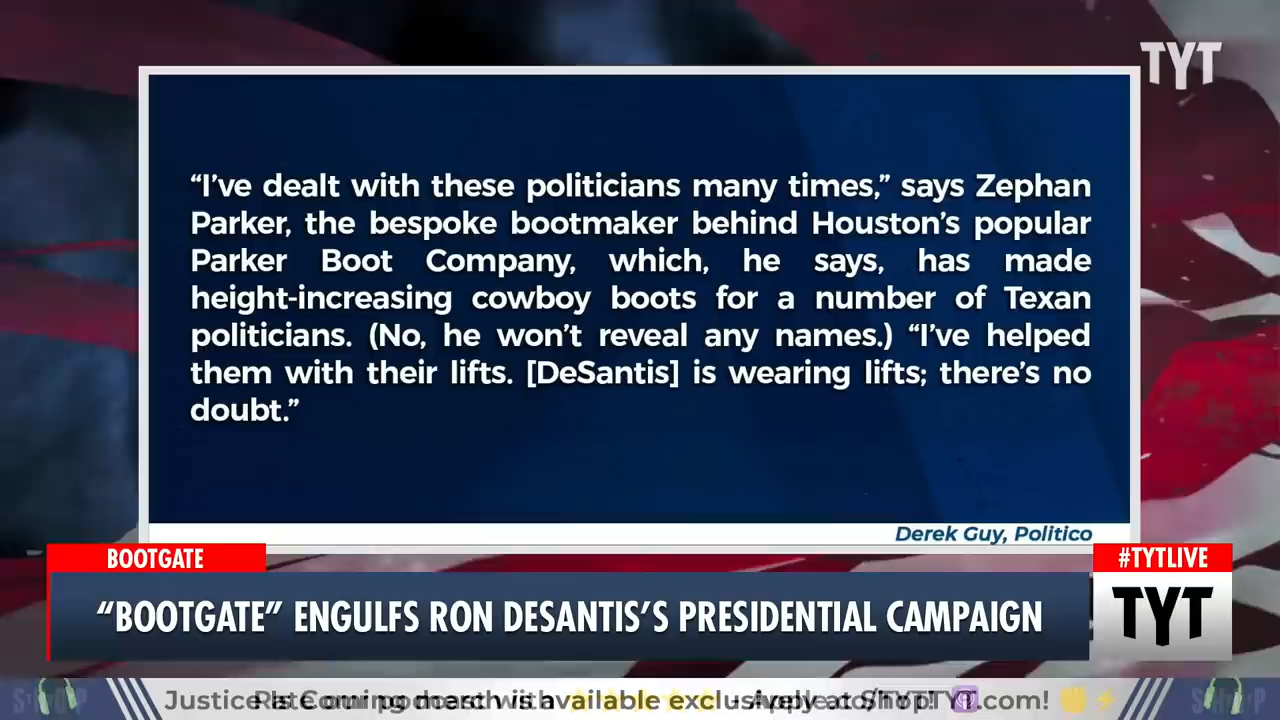 TYT
“I’ve dealt with these politicians many times,” says Zephan
Parker, the bespoke bootmaker behind Houston’s popular
Parker Boot Company, which, he says, has made
height-increasing cowboy boots for a number of Texan
politicians. (No, he won’t reveal any names.) “I’ve helped
them with their lifts. [DeSantis] is wearing lifts; there’s no
doubt.”
Derek Guy, Politico
BOOTGATE
#TYTLIVE
“BOOTGATE” ENGULFS RON DESANTIS’S PRESIDENTIAL CAMPAIGN
TYT